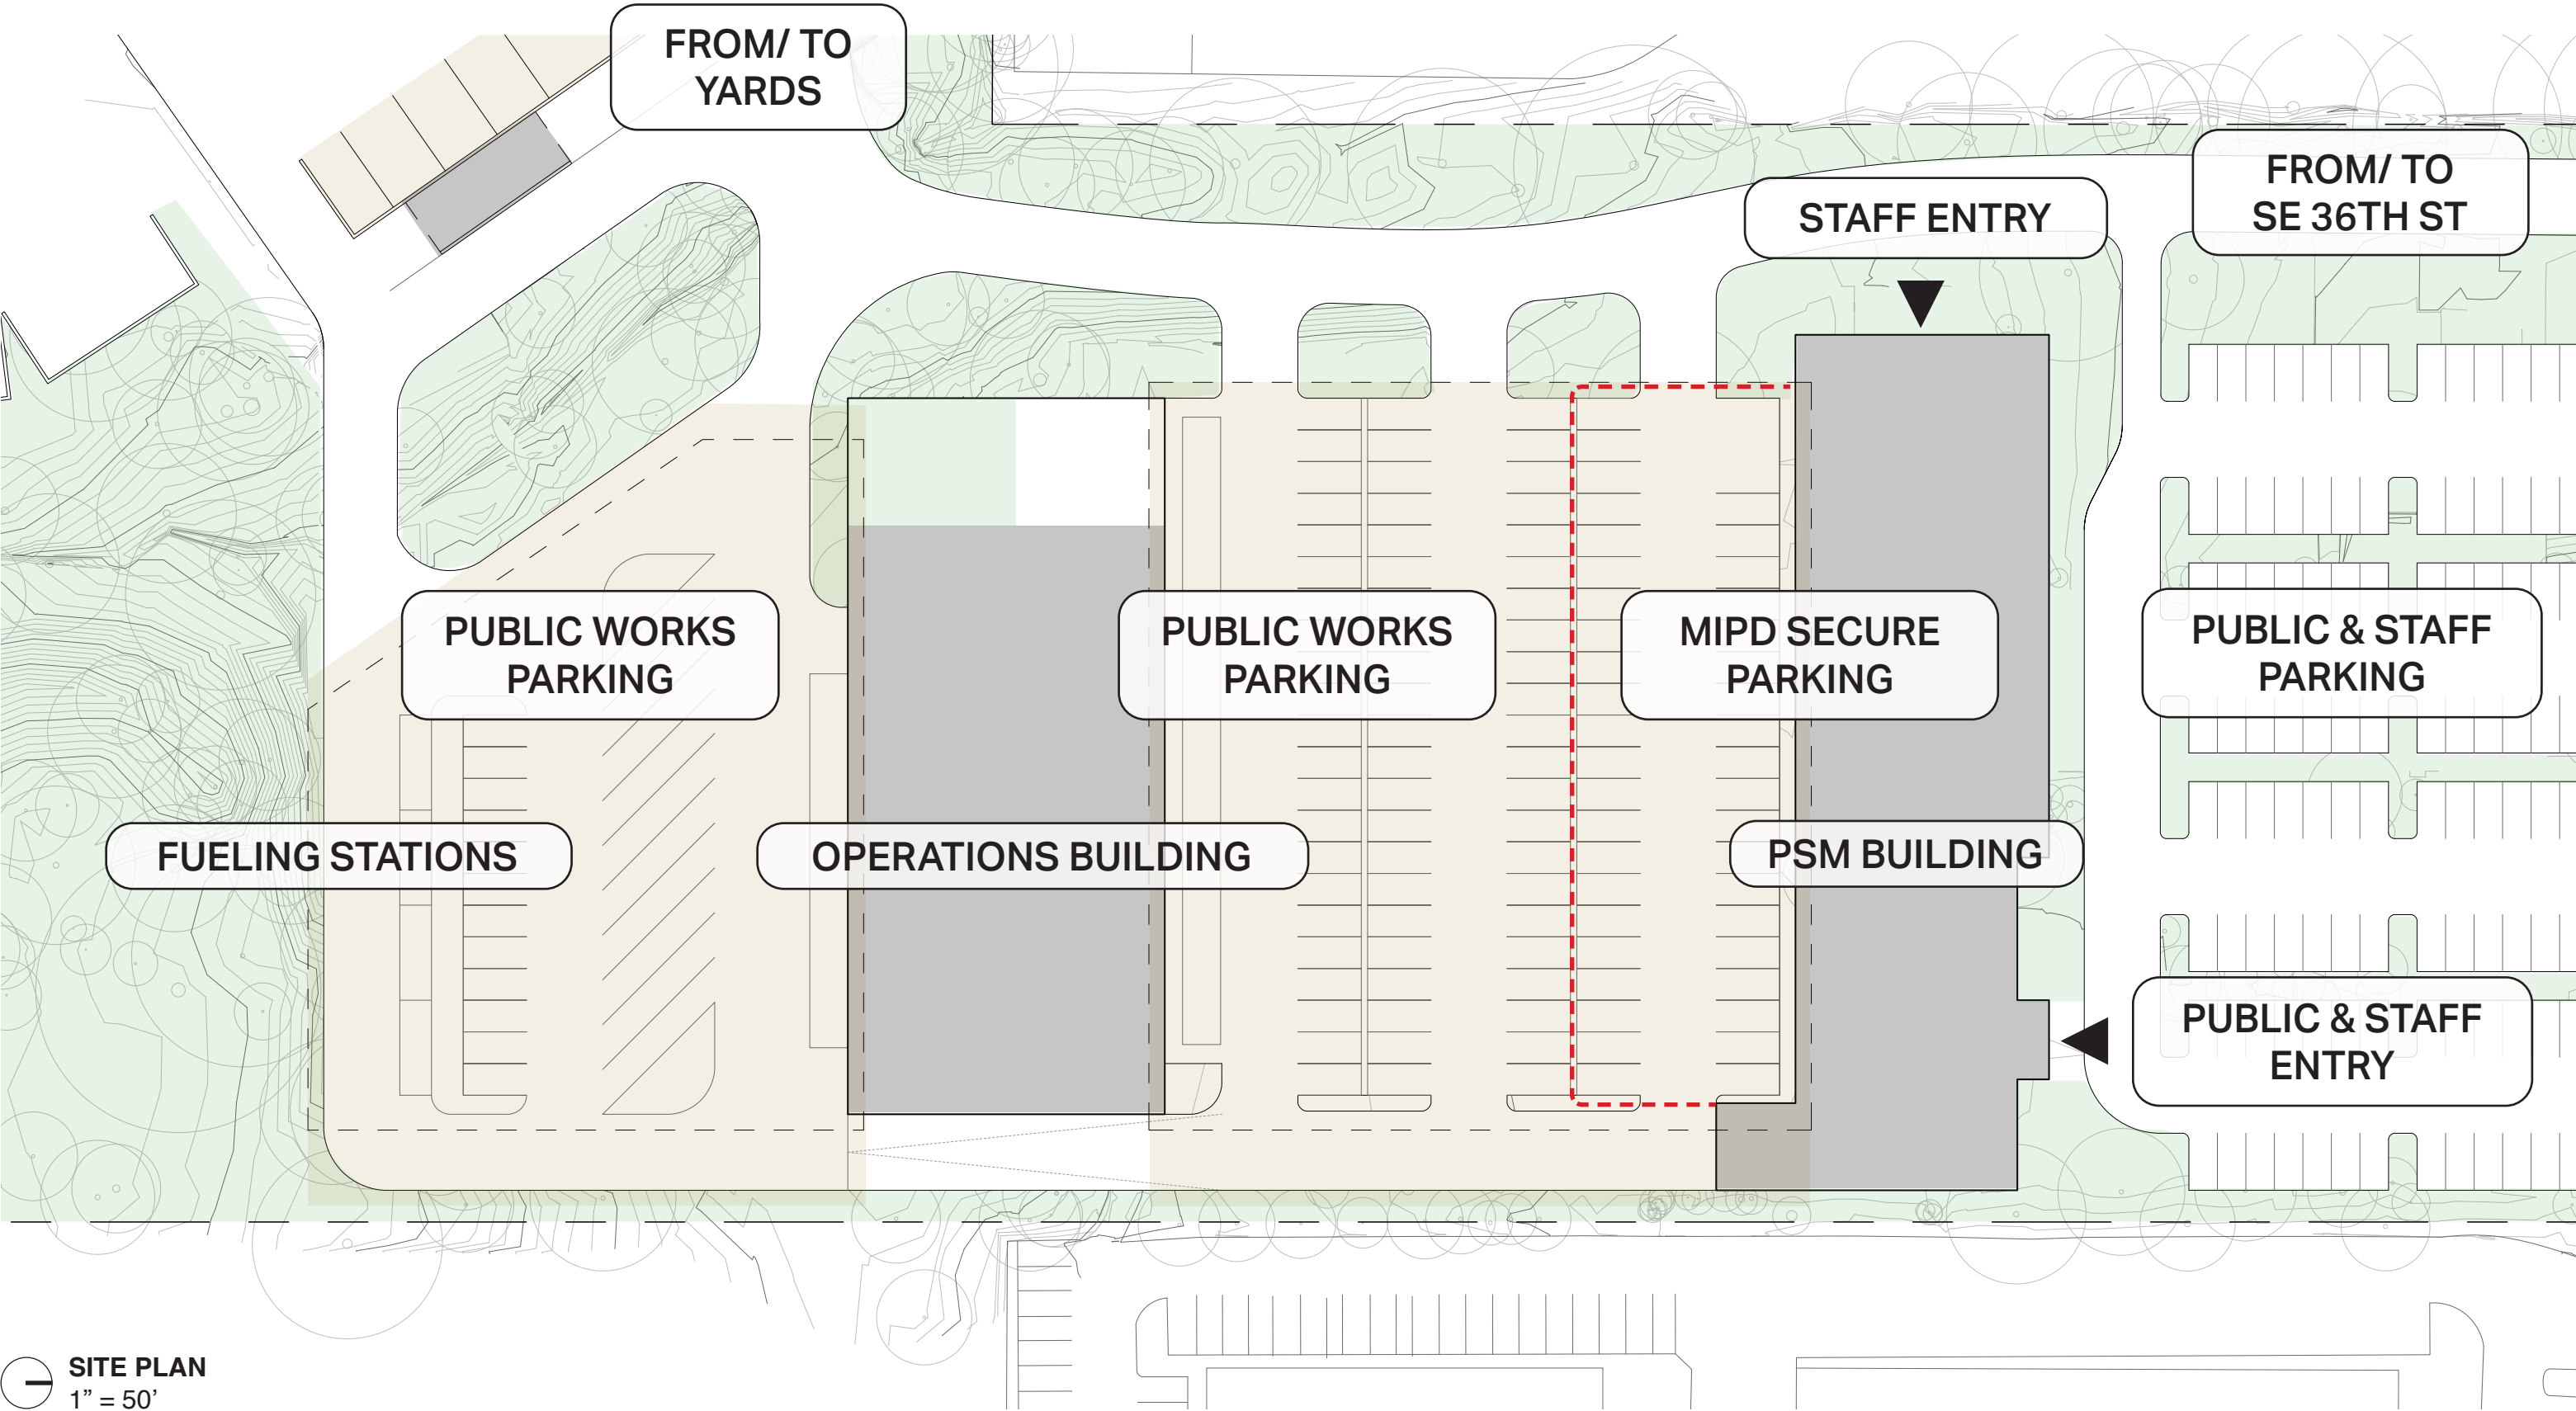 FROM/ TO
YARDS
FROM/ TO
SE 36TH ST
STAFF ENTRY
PUBLIC WORKS
PARKING
PUBLIC WORKS
PARKING
MIPD SECURE
PARKING
PUBLIC & STAFF
PARKING
FUELING STATIONS
OPERATIONS BUILDING
PSM BUILDING
PUBLIC & STAFF
ENTRY
SITE PLAN
1” = 50’